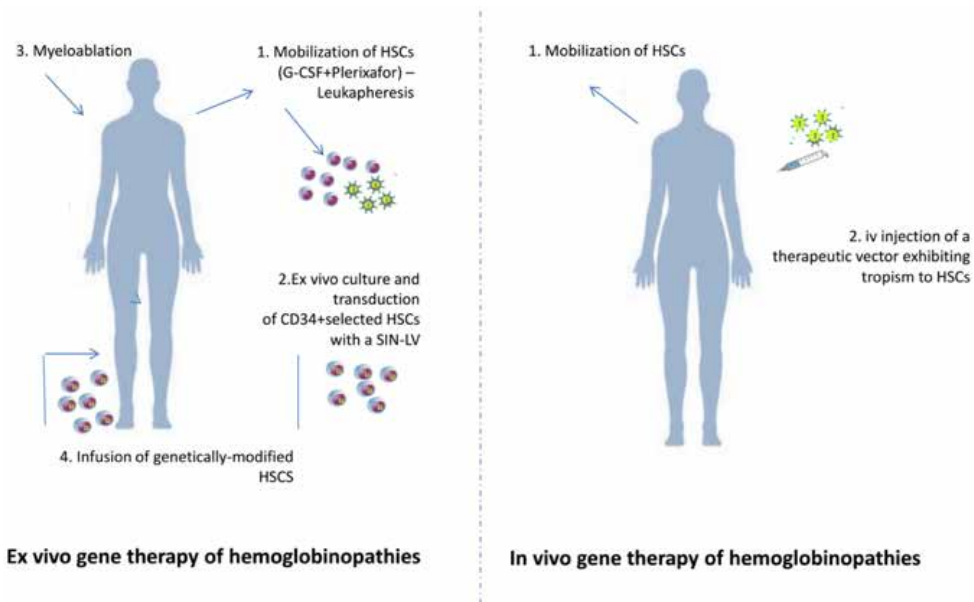 3. Myeloablation
1. Mobilization of HSCs
(G-CSF+Plerixafor) –
Leukapheresis
2.Ex vivo culture and
transduction
of CD34+selected HSCs
with a SIN-LV
4. Infusion of genetically-modified
HSCS
Ex vivo gene therapy of hemoglobinopathies
1. Mobilization of HSCs
2. iv injection of a
therapeutic vector exhibiting
tropism to HSCs
In vivo gene therapy of hemoglobinopathies